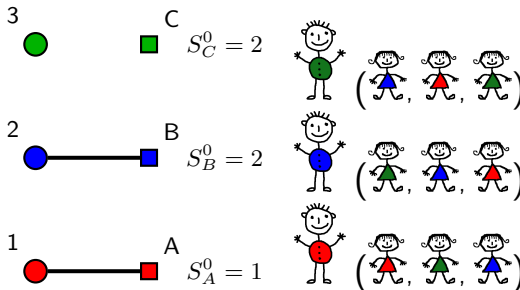 3 C S_C^0 = 2 ( , , )
2 B S_B^0 = 2 ( , , )
1 A S_A^0 = 1 ( , , )